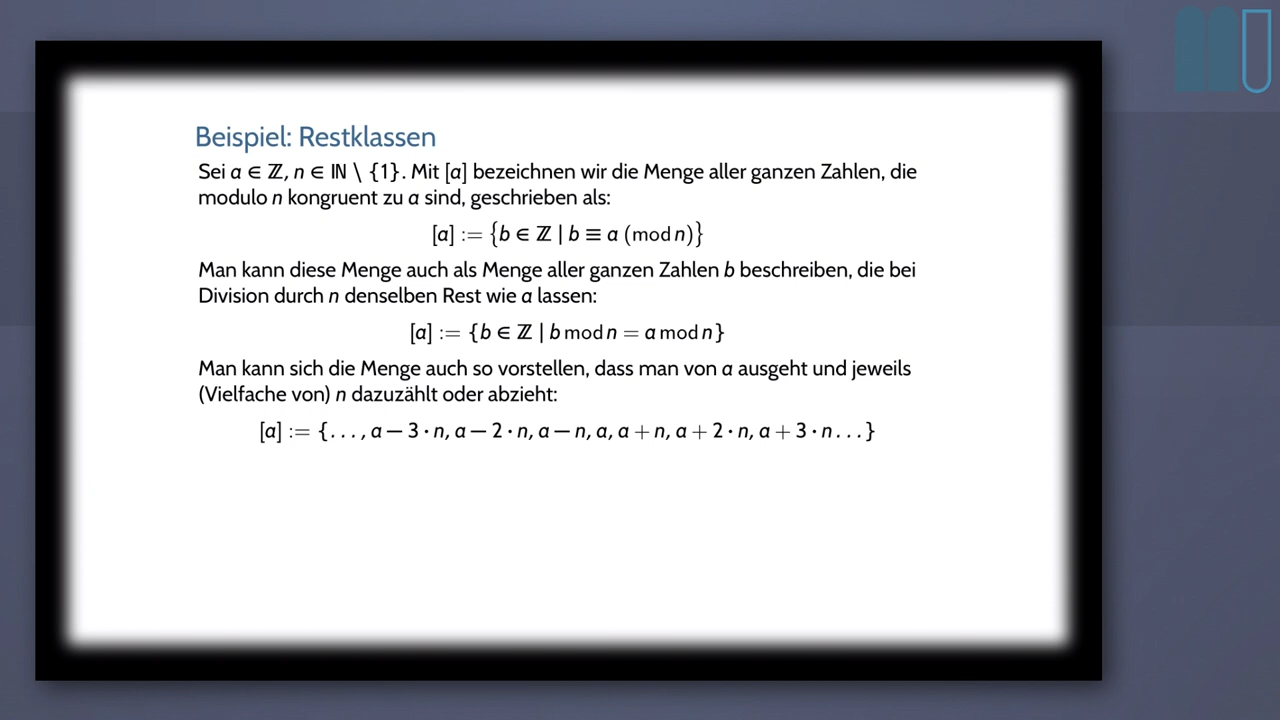 Beispiel: Restklassen
Sei a ∈ ℤ, n ∈ ℕ \ {1}. Mit [a] bezeichnen wir die Menge aller ganzen Zahlen, die
modulo n kongruent zu a sind, geschrieben als:
[a] := {b ∈ ℤ | b ≡ a (mod n)}
Man kann diese Menge auch als Menge aller ganzen Zahlen b beschreiben, die bei
Division durch n denselben Rest wie a lassen:
[a] := {b ∈ ℤ | b mod n = a mod n}
Man kann sich die Menge auch so vorstellen, dass man von a ausgeht und jeweils
(Vielfache von) n dazuzählt oder abzieht:
[a] := {. . . , a − 3 · n, a − 2 · n, a − n, a, a + n, a + 2 · n, a + 3 · n . . . }